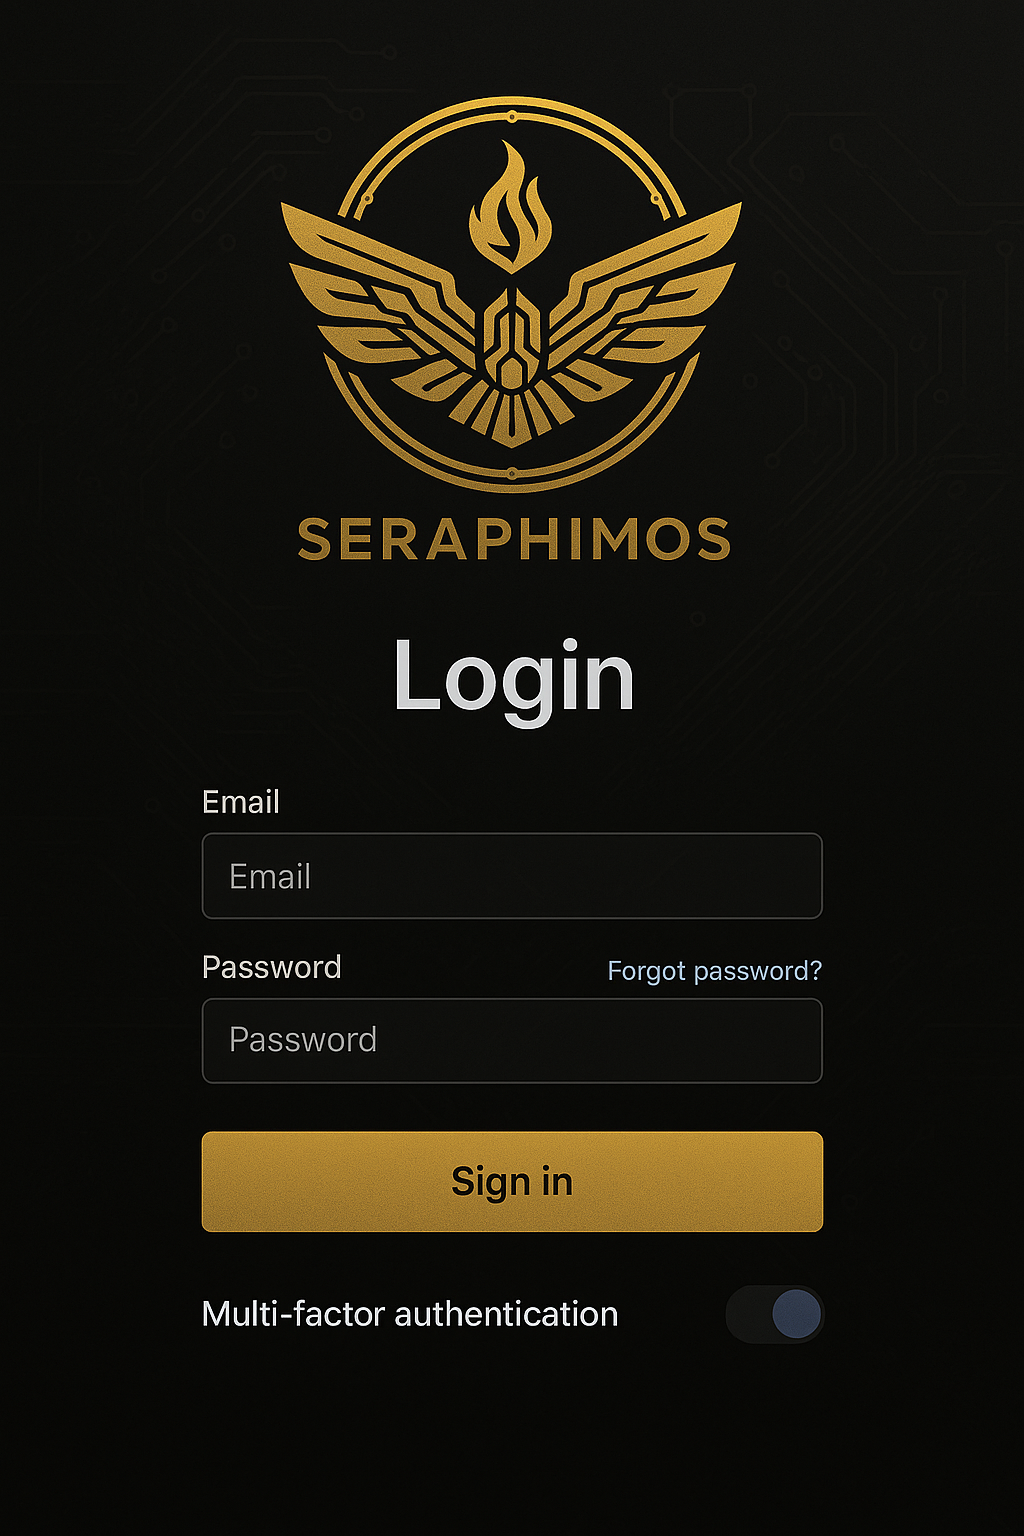 SERAPHIMOS
Login
Email
Email
Password Forgot password?
Password
Sign in
Multi-factor authentication